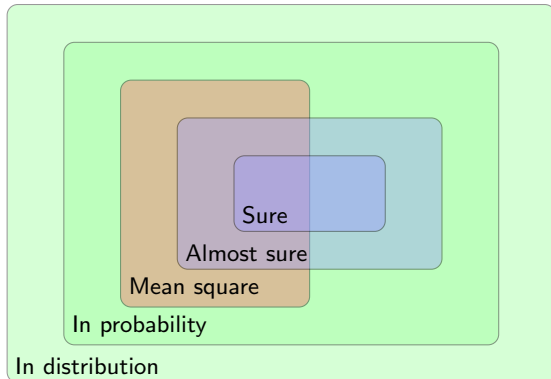 Sure
Almost sure
Mean square
In probability
In distribution